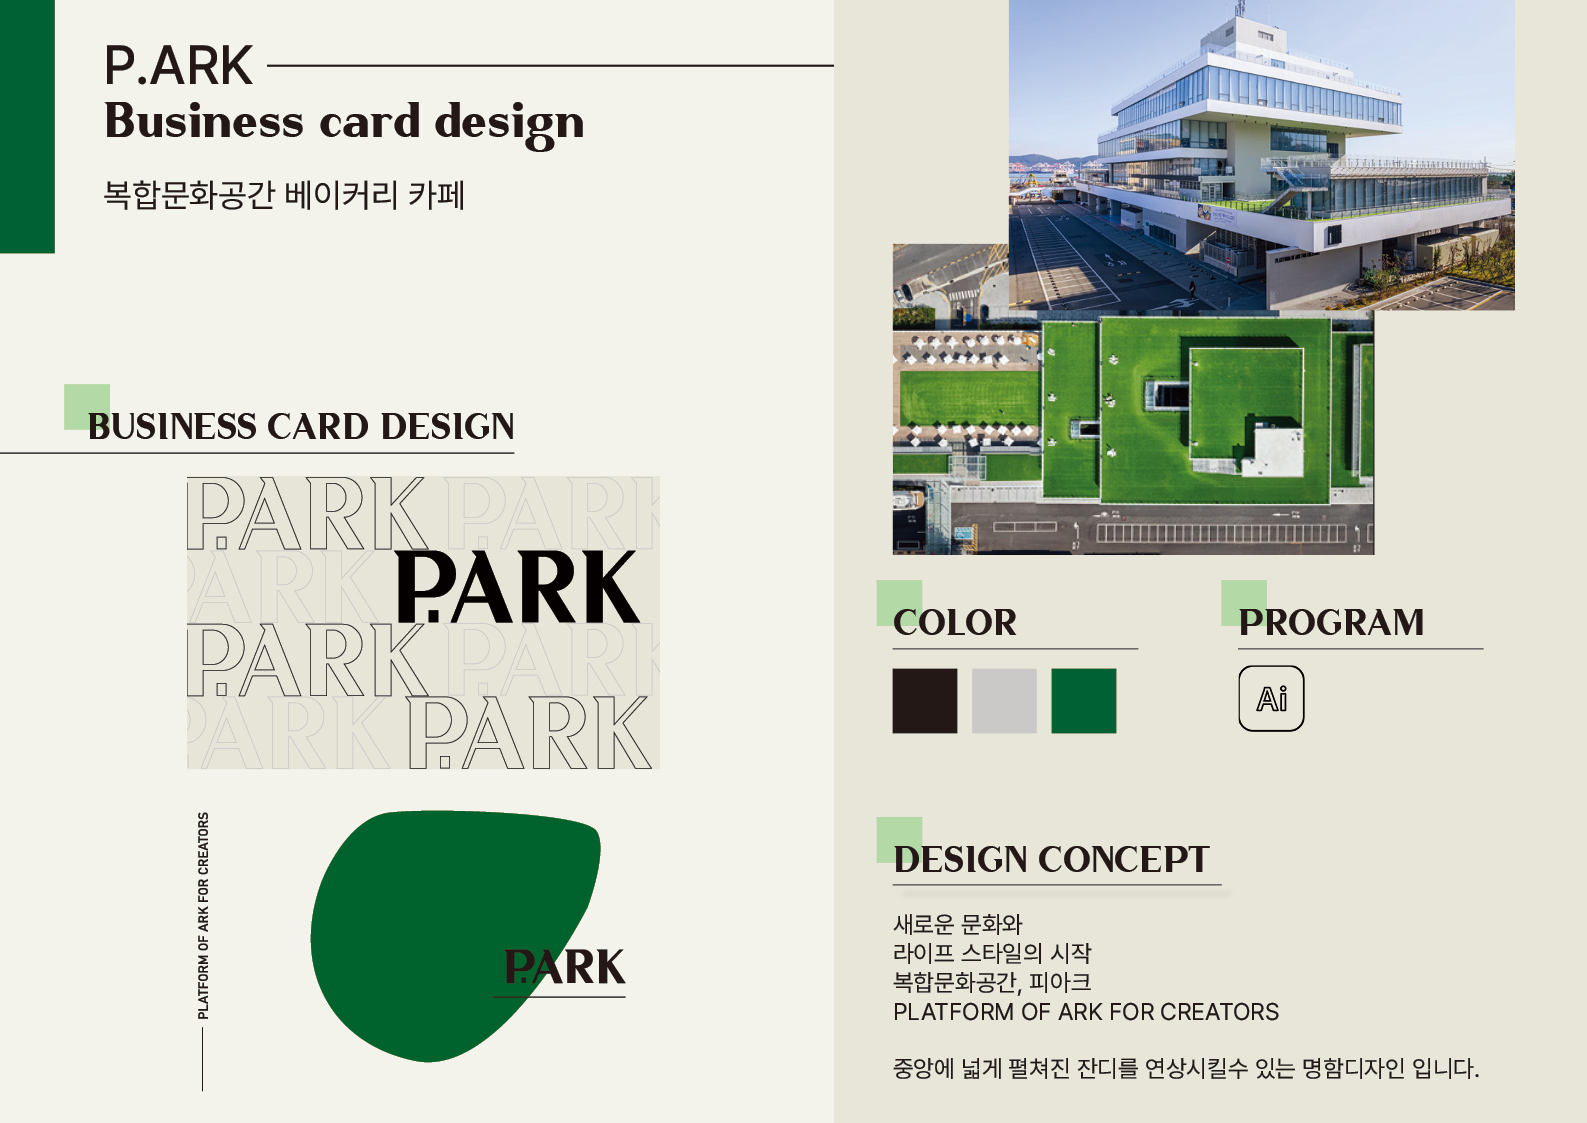 P.ARK
Business card design
복합문화공간 베이커리 카페
BUSINESS CARD DESIGN
P.ARK P.ARK
P.ARK P.ARK
P.ARK P.ARK
P.ARK P.ARK
PLATFORM OF ARK FOR CREATORS
P.ARK
COLOR
PROGRAM
Ai
DESIGN CONCEPT
새로운 문화와
라이프 스타일의 시작
복합문화공간, 피아크
PLATFORM OF ARK FOR CREATORS
중앙에 넓게 펼쳐진 잔디를 연상시킬수 있는 명함디자인 입니다.